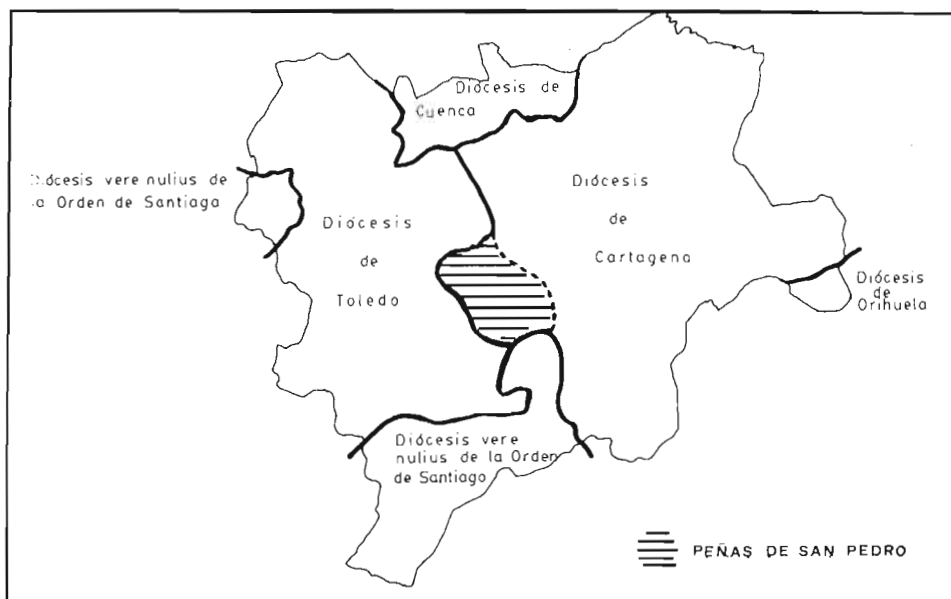 Diócesis de
Cuenca
Diócesis vere nulius de
la Orden de Santiago
Diócesis
de
Toledo
Diócesis
de
Cartagena
Diócesis
de
Orihuela
Diócesis vere
nulius de la Orden
de Santiago
PEÑAS DE SAN PEDRO